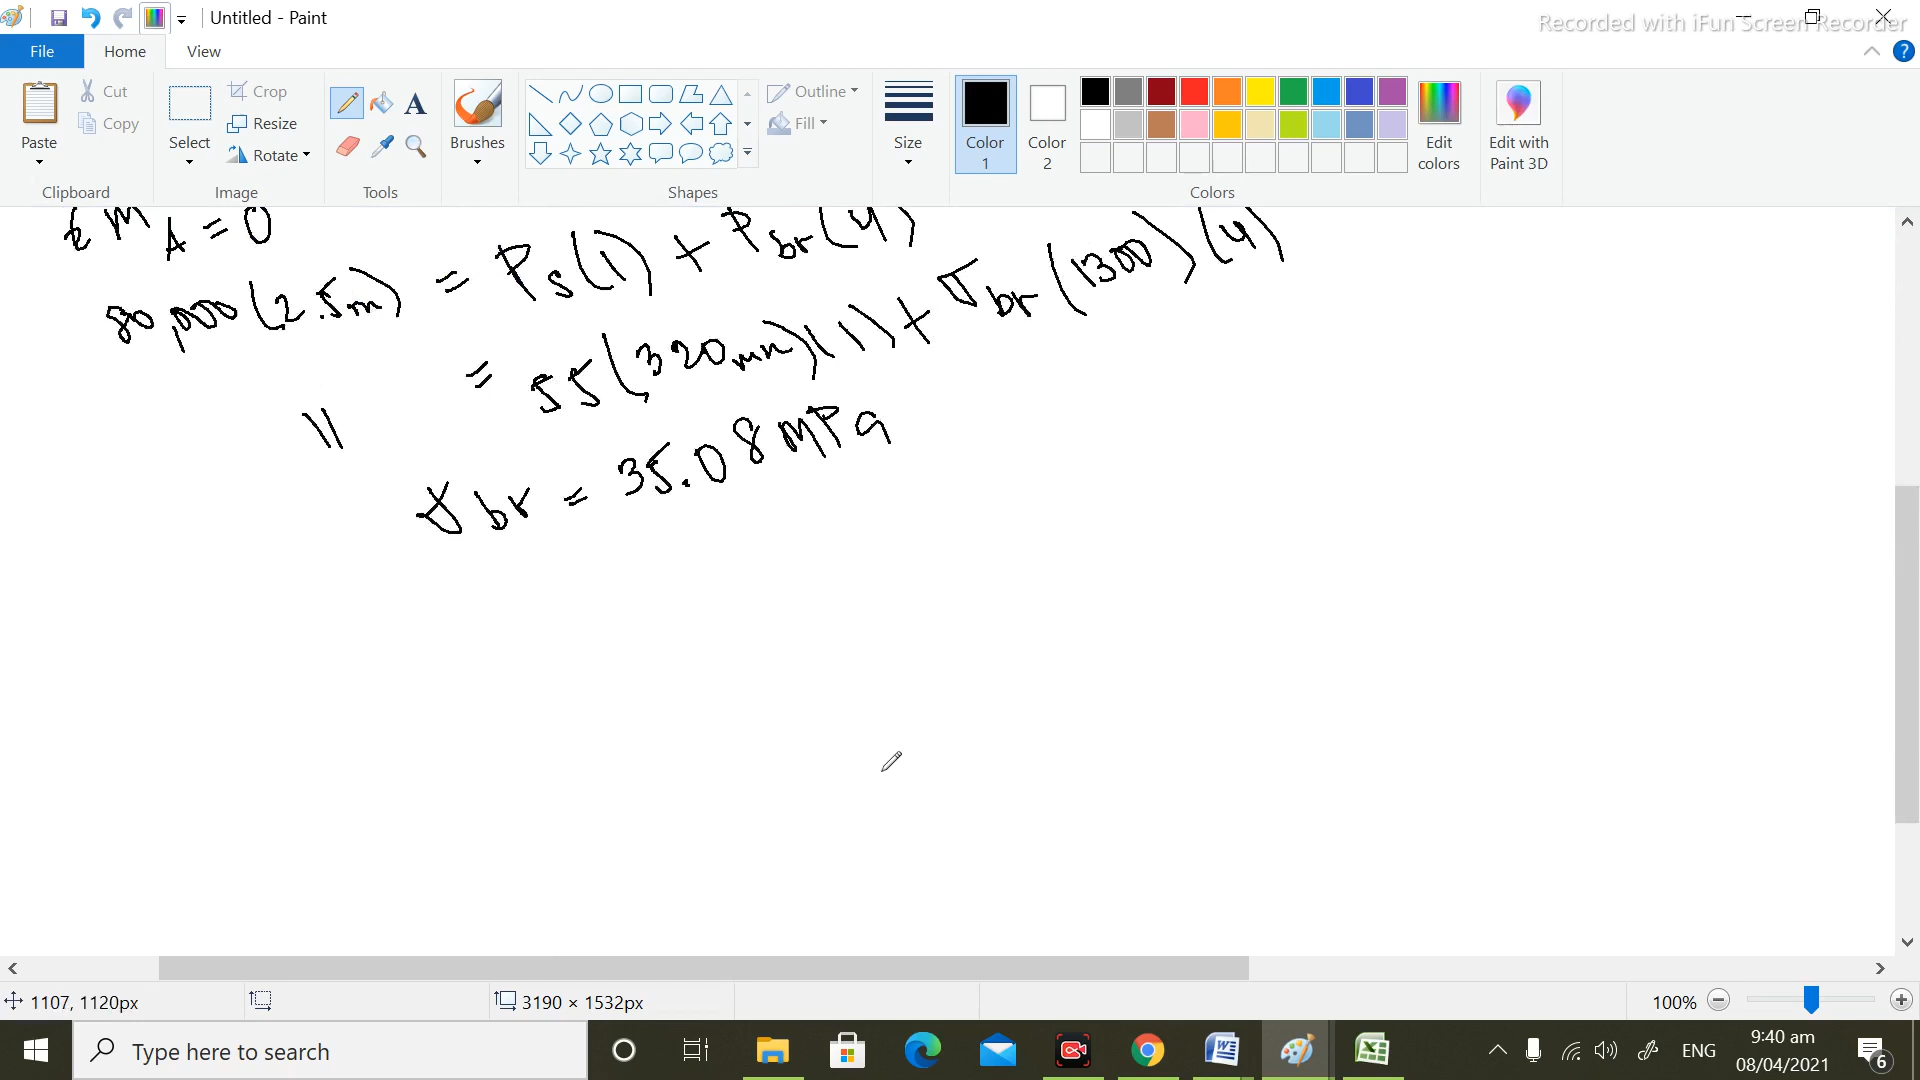 Untitled - Paint
Recorded with iFun Screen Recorder
File Home View
Paste
Cut
Copy
Clipboard
Select
Crop
Resize
Rotate
Image
A
Tools
Brushes
Shapes
Outline
Fill
Size
Color 1
Color 2
Colors
Edit colors
Edit with Paint 3D
Σ M A = 0
80,000 (2.5m) = Ps (1) + Pbr (4)
= 55 (320mm) (1) + σbr (1300) (4)
σbr = 35.08 MPa
1107, 1120px
3190 × 1532px
100%
Type here to search
ENG
9:40 am
08/04/2021
6